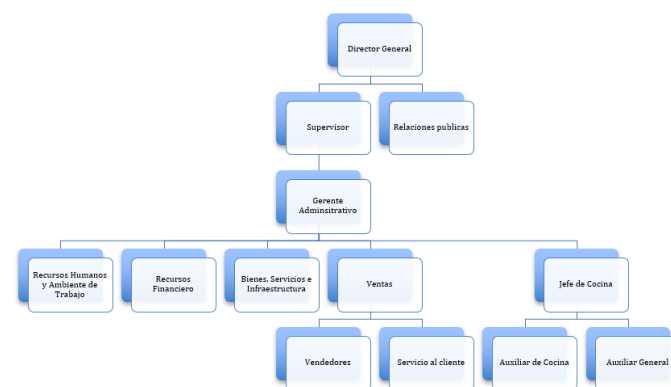 Director General
Supervisor
Relaciones publicas
Gerente
Adminsitrativo
Recursos Humanos
y Ambiente de
Trabajo
Recursos
Financiero
Bienes, Servicios e
Infraestructura
Ventas
Jefe de Cocina
Vendedores
Servicio al cliente
Auxiliar de Cocina
Auxiliar General